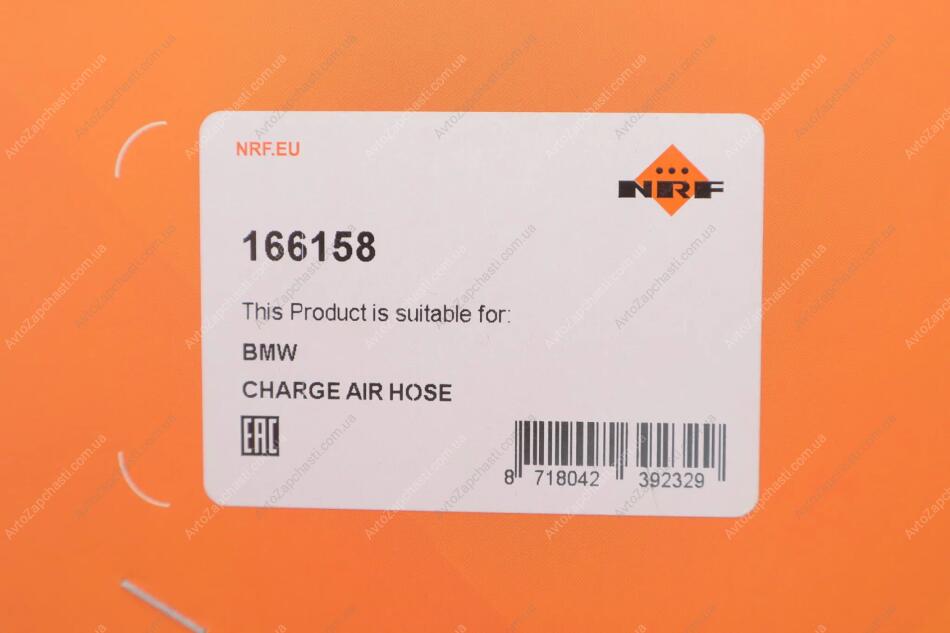 NRF.EU
NRF
166158
This Product is suitable for:
BMW
CHARGE AIR HOSE
EAC
8 718042 392329
AvtoZapchasti.com.ua